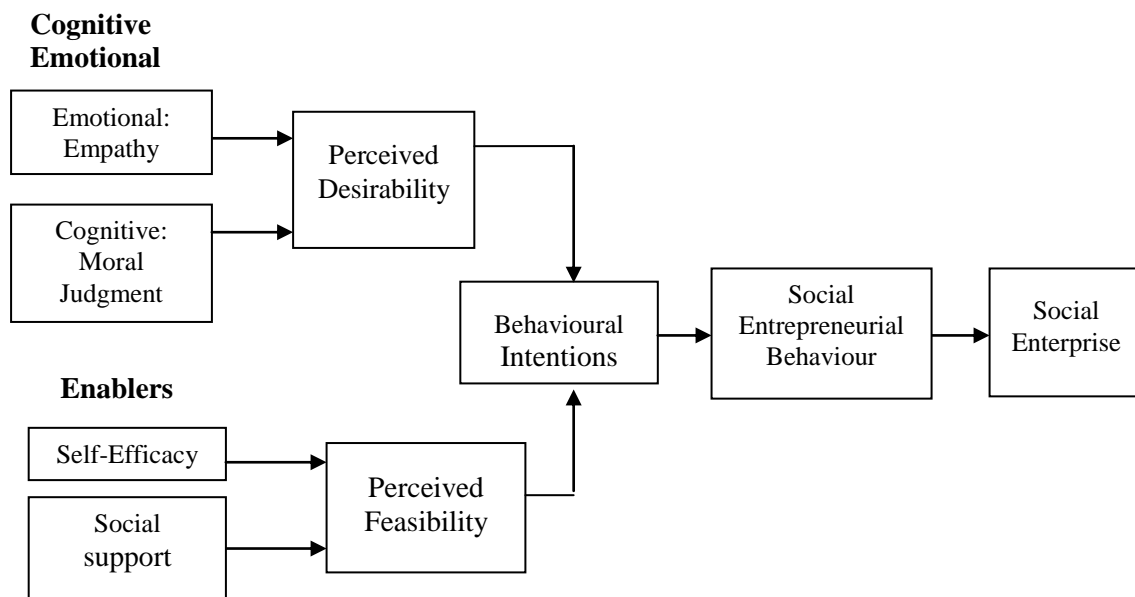 Cognitive
Emotional
Emotional:
Empathy
Cognitive:
Moral
Judgment
Perceived
Desirability
Behavioural
Intentions
Social
Entrepreneurial
Behaviour
Social
Enterprise
Enablers
Self-Efficacy
Social
support
Perceived
Feasibility